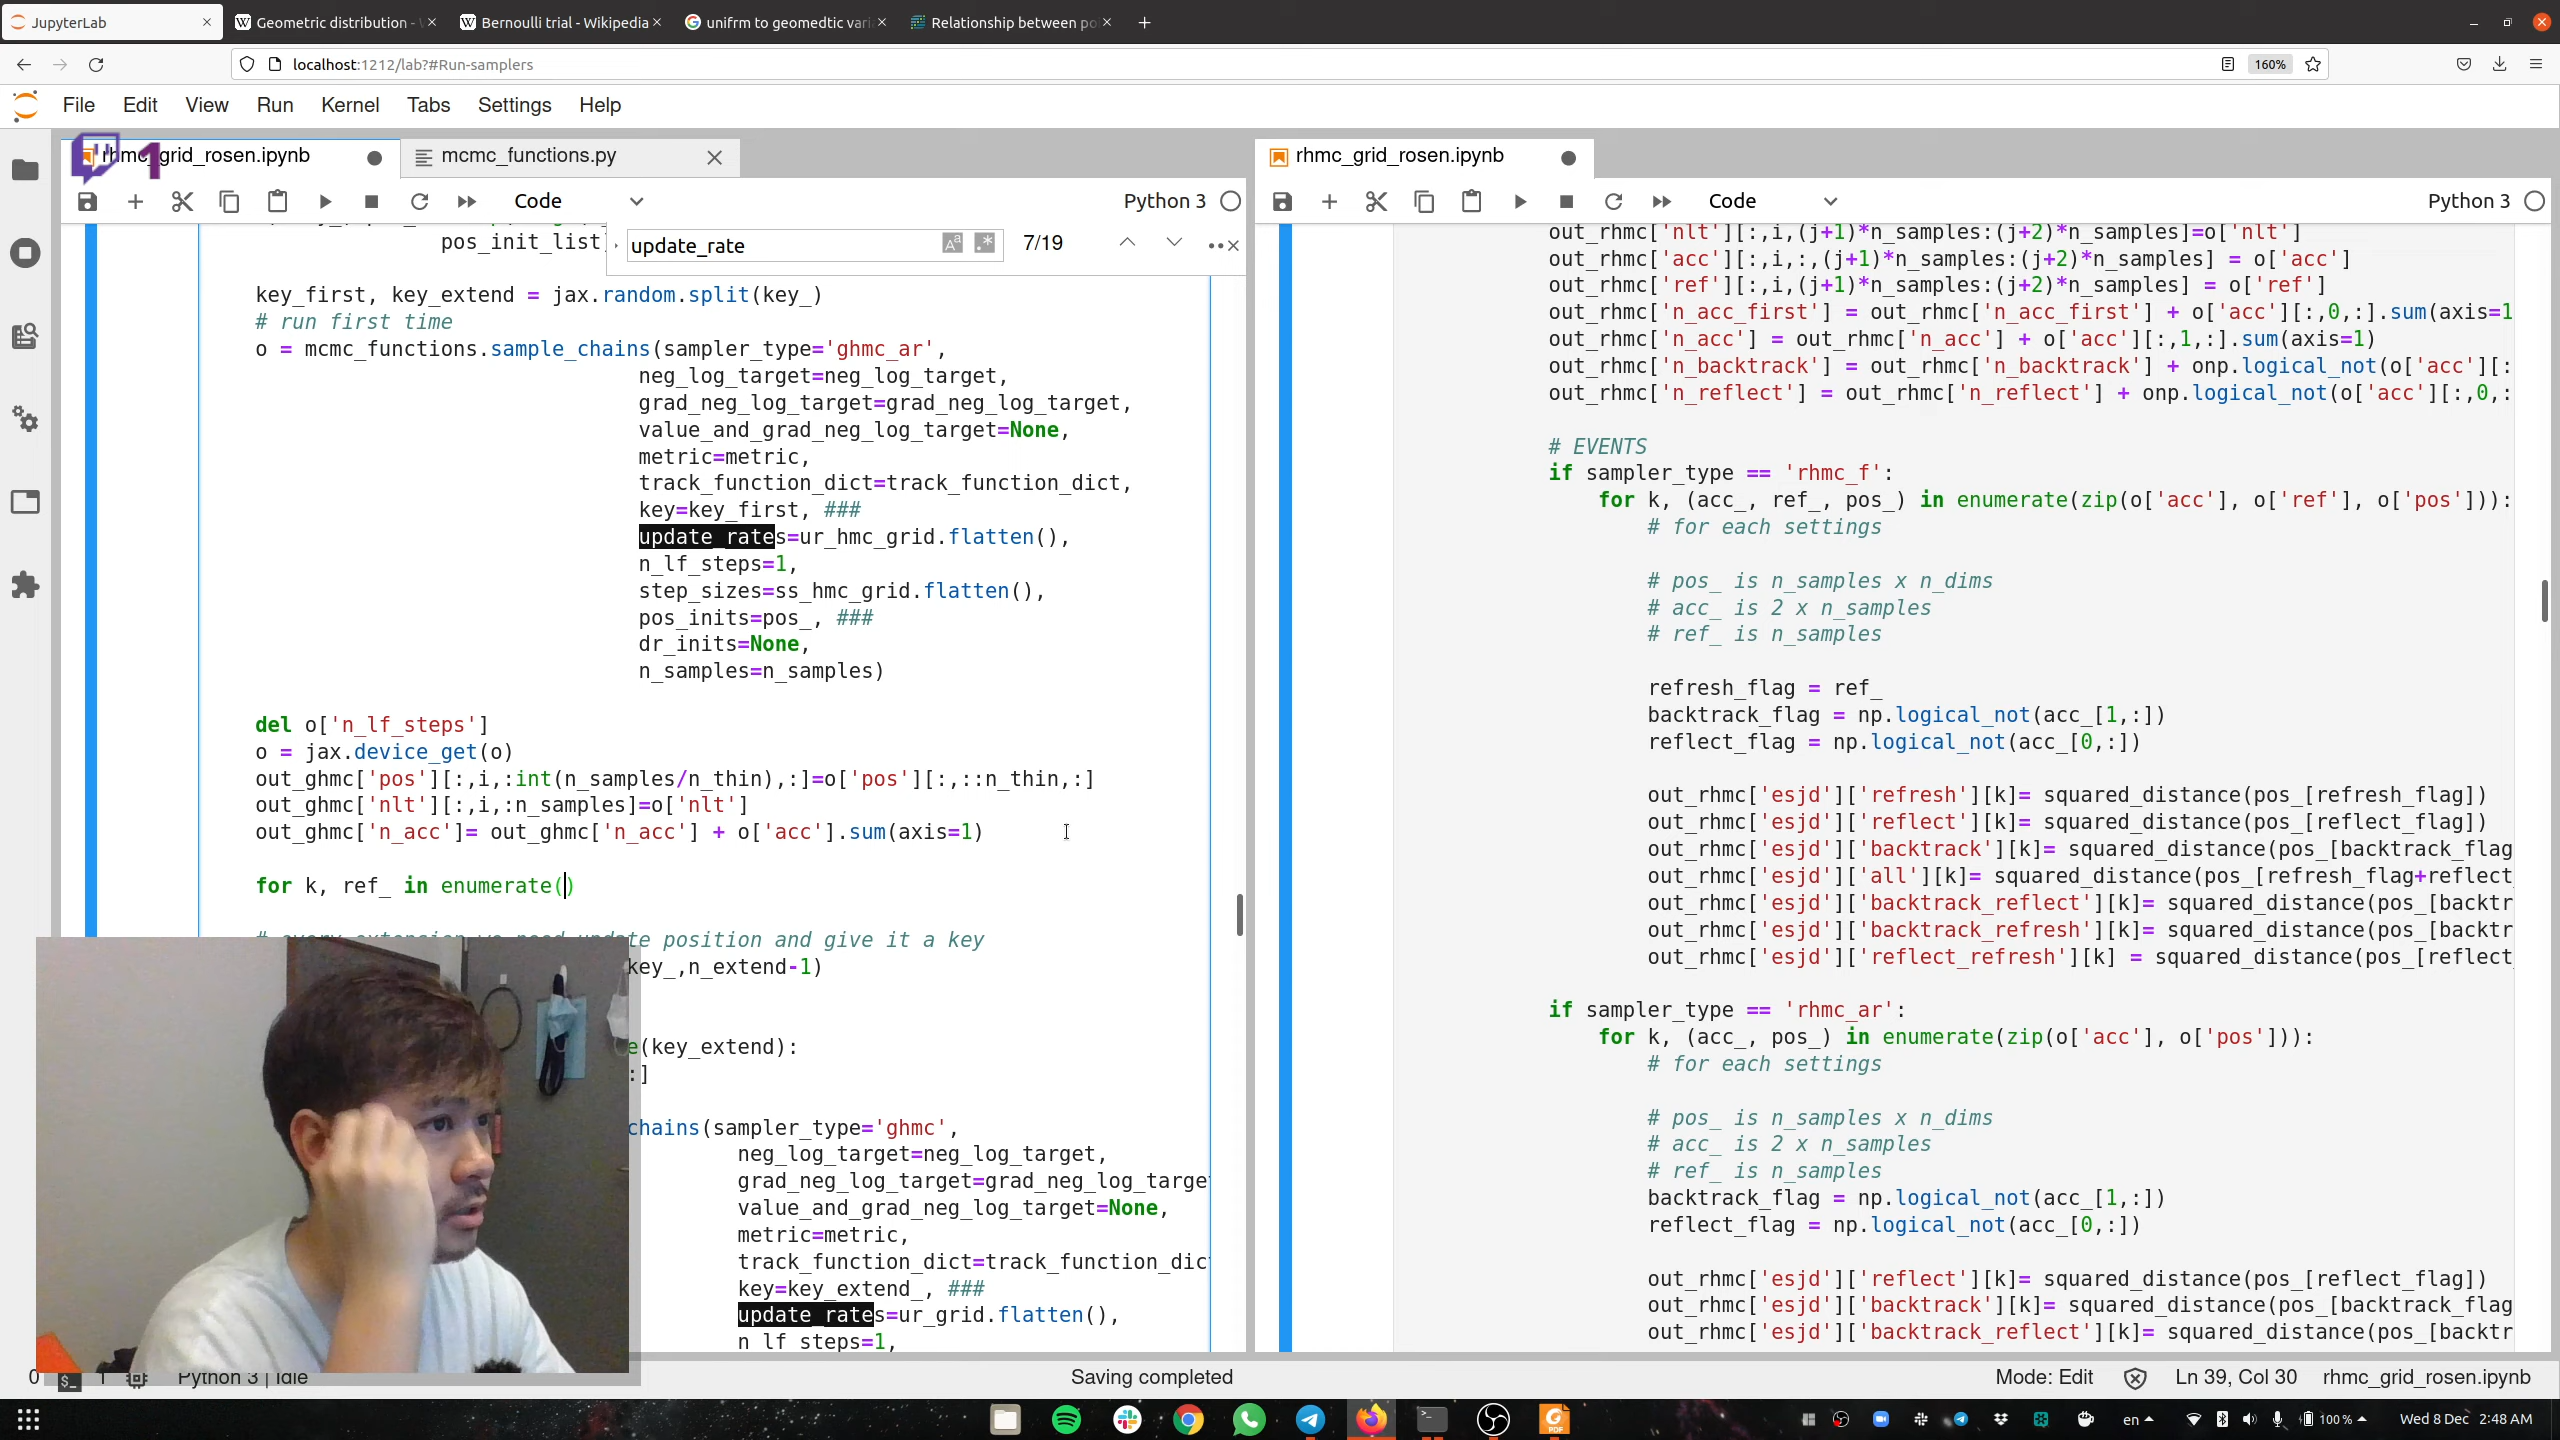 JupyterLab
Geometric distribution -
Bernoulli trial - Wikipedia
unifrm to geomedtic vari
Relationship between po
localhost:1212/lab?#Run-samplers
160%
File Edit View Run Kernel Tabs Settings Help
rhmc_grid_rosen.ipynb
1
mcmc_functions.py
Code
Python 3
update_rate
7/19
pos_init_list
key_first, key_extend = jax.random.split(key_)
# run first time
o = mcmc_functions.sample_chains(sampler_type='ghmc_ar',
neg_log_target=neg_log_target,
grad_neg_log_target=grad_neg_log_target,
value_and_grad_neg_log_target=None,
metric=metric,
track_function_dict=track_function_dict,
key=key_first, ###
update_rates=ur_hmc_grid.flatten(),
n_lf_steps=1,
step_sizes=ss_hmc_grid.flatten(),
pos_inits=pos_, ###
dr_inits=None,
n_samples=n_samples)
del o['n_lf_steps']
o = jax.device_get(o)
out_ghmc['pos'][:,i,:int(n_samples/n_thin),:]=o['pos'][:,::n_thin,:]
out_ghmc['nlt'][:,i,:n_samples]=o['nlt']
out_ghmc['n_acc']= out_ghmc['n_acc'] + o['acc'].sum(axis=1)
for k, ref_ in enumerate()
# every extension we need update position and give it a key
key_,n_extend-1)
e(key_extend):
:]
chains(sampler_type='ghmc',
neg_log_target=neg_log_target,
grad_neg_log_target=grad_neg_log_targe
value_and_grad_neg_log_target=None,
metric=metric,
track_function_dict=track_function_dic
key=key_extend_, ###
update_rates=ur_grid.flatten(),
n_lf_steps=1,
rhmc_grid_rosen.ipynb
Code
Python 3
out_rhmc['nlt'][:,i,(j+1)*n_samples:(j+2)*n_samples]=o['nlt']
out_rhmc['acc'][:,i,:,(j+1)*n_samples:(j+2)*n_samples] = o['acc']
out_rhmc['ref'][:,i,(j+1)*n_samples:(j+2)*n_samples] = o['ref']
out_rhmc['n_acc_first'] = out_rhmc['n_acc_first'] + o['acc'][:,0,:].sum(axis=1
out_rhmc['n_acc'] = out_rhmc['n_acc'] + o['acc'][:,1,:].sum(axis=1)
out_rhmc['n_backtrack'] = out_rhmc['n_backtrack'] + onp.logical_not(o['acc'][:
out_rhmc['n_reflect'] = out_rhmc['n_reflect'] + onp.logical_not(o['acc'][:,0,:
# EVENTS
if sampler_type == 'rhmc_f':
for k, (acc_, ref_, pos_) in enumerate(zip(o['acc'], o['ref'], o['pos'])):
# for each settings
# pos_ is n_samples x n_dims
# acc_ is 2 x n_samples
# ref_ is n_samples
refresh_flag = ref_
backtrack_flag = np.logical_not(acc_[1,:])
reflect_flag = np.logical_not(acc_[0,:])
out_rhmc['esjd']['refresh'][k]= squared_distance(pos_[refresh_flag])
out_rhmc['esjd']['reflect'][k]= squared_distance(pos_[reflect_flag])
out_rhmc['esjd']['backtrack'][k]= squared_distance(pos_[backtrack_flag
out_rhmc['esjd']['all'][k]= squared_distance(pos_[refresh_flag+reflect_
out_rhmc['esjd']['backtrack_reflect'][k]= squared_distance(pos_[backtr
out_rhmc['esjd']['backtrack_refresh'][k]= squared_distance(pos_[backtr
out_rhmc['esjd']['reflect_refresh'][k] = squared_distance(pos_[reflect_
if sampler_type == 'rhmc_ar':
for k, (acc_, pos_) in enumerate(zip(o['acc'], o['pos'])):
# for each settings
# pos_ is n_samples x n_dims
# acc_ is 2 x n_samples
# ref_ is n_samples
backtrack_flag = np.logical_not(acc_[1,:])
reflect_flag = np.logical_not(acc_[0,:])
out_rhmc['esjd']['reflect'][k]= squared_distance(pos_[reflect_flag])
out_rhmc['esjd']['backtrack'][k]= squared_distance(pos_[backtrack_flag
out_rhmc['esjd']['backtrack_reflect'][k]= squared_distance(pos_[backtr
0
1
Python 3 | Idle
Saving completed
Mode: Edit
Ln 39, Col 30
rhmc_grid_rosen.ipynb
en
100 %
Wed 8 Dec 2:48 AM